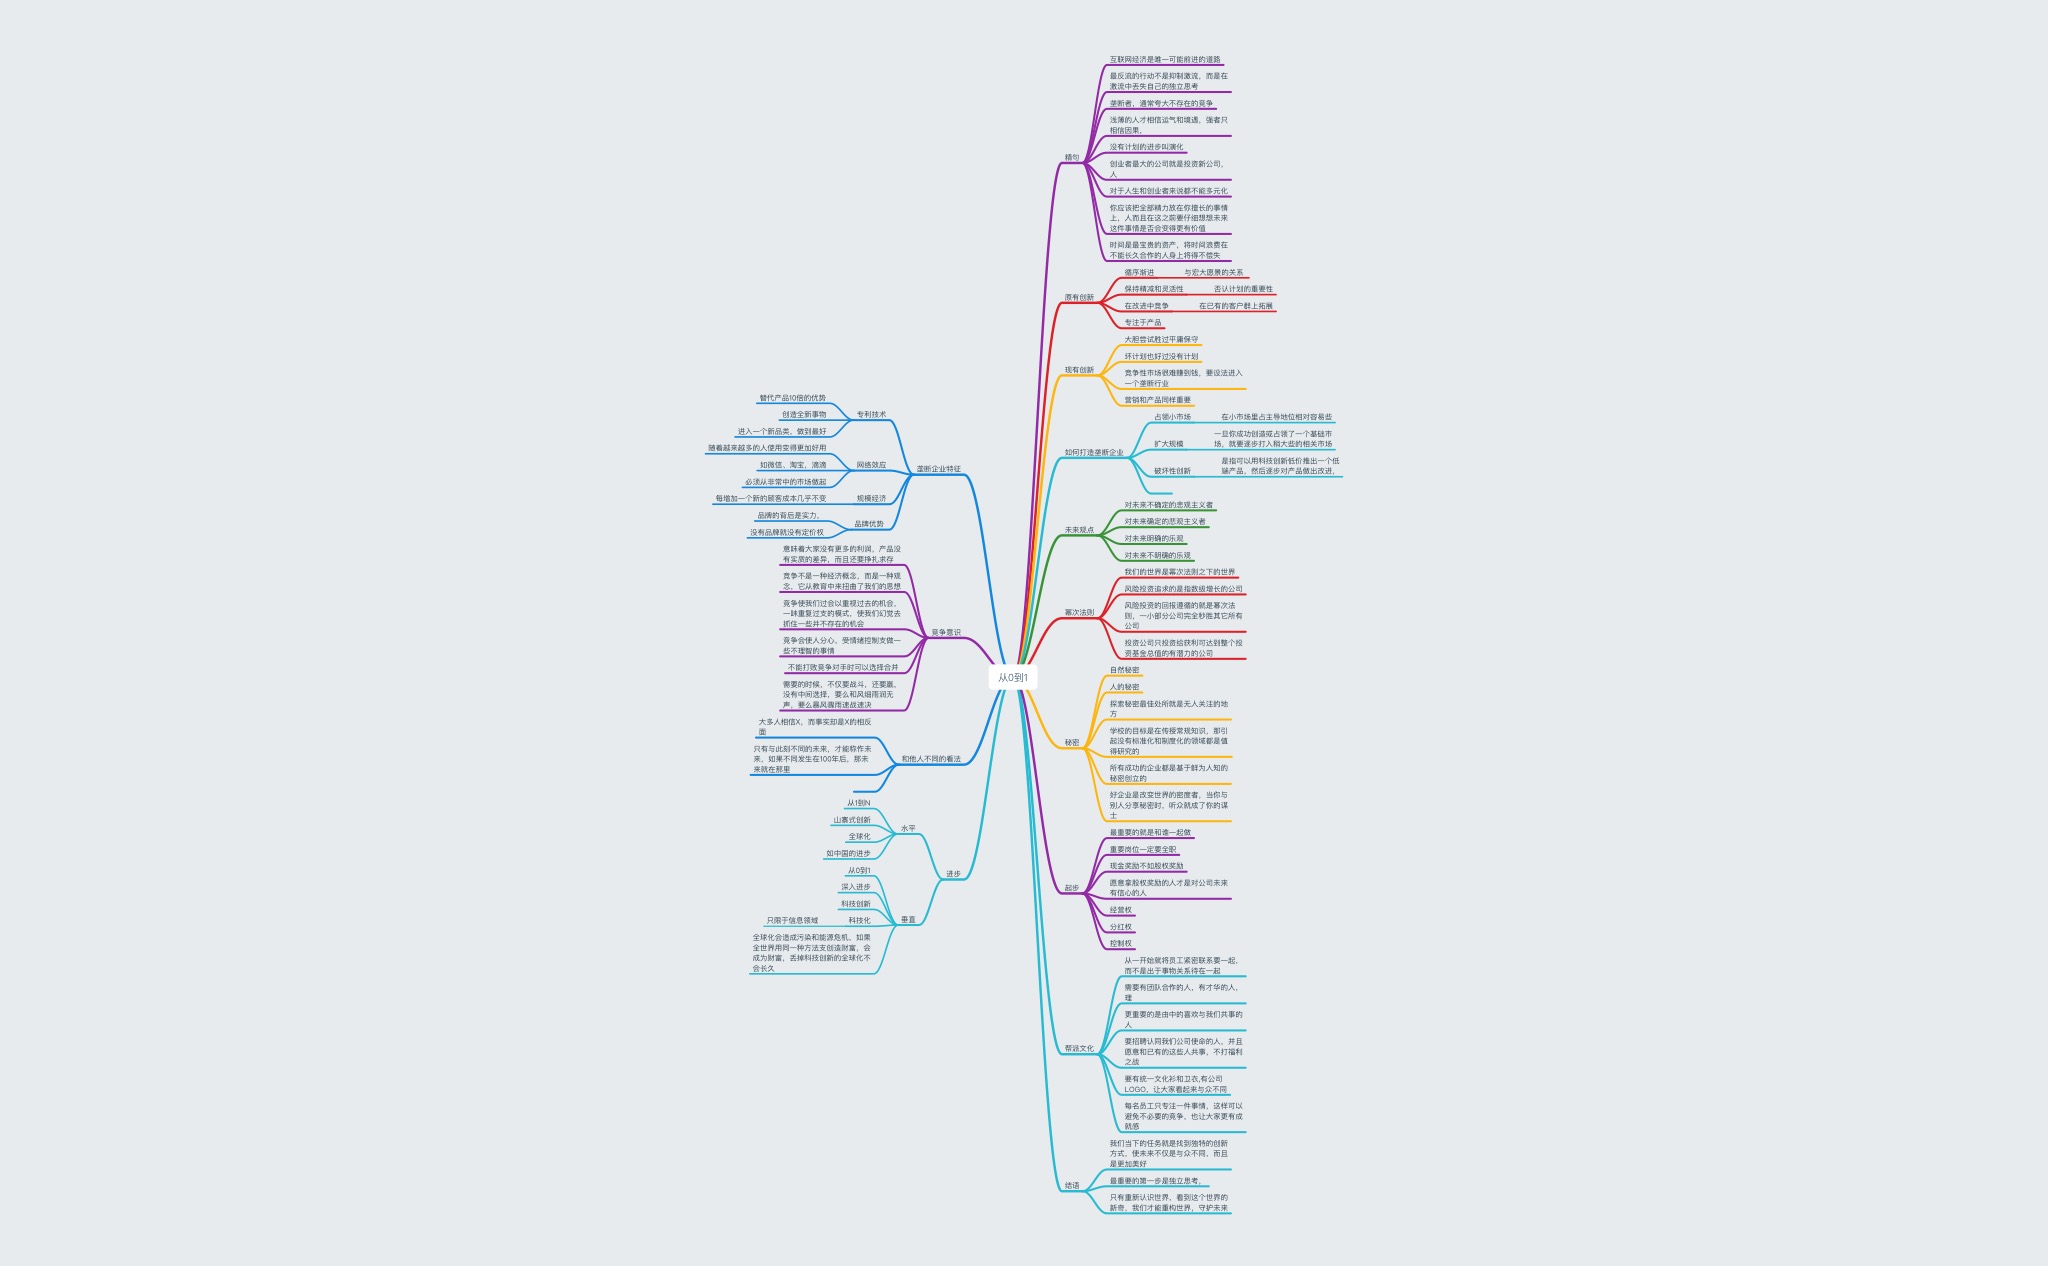 从0到1
精句
互联网经济是唯一可能前进的道路
最反流的行动不是抑制激流，而是在
激流中丢失自己的独立思考
垄断者，通常夸大不存在的竞争
浅薄的人才相信运气和境遇，强者只
相信因果。
没有计划的进步叫演化
创业者最大的公司就是投资新公司，
人
对于人生和创业者来说都不能多元化
你应该把全部精力放在你擅长的事情
上，人而且在这之前要仔细想想未来
这件事情是否会变得更有价值
时间是最宝贵的资产，将时间浪费在
不能长久合作的人身上将得不偿失
原有创新
循序渐进
与宏大愿景的关系
保持精减和灵活性
否认计划的重要性
在改进中竞争
在已有的客户群上拓展
专注于产品
现有创新
大胆尝试胜过平庸保守
坏计划也好过没有计划
竞争性市场很难赚到钱，要设法进入
一个垄断行业
营销和产品同样重要
如何打造垄断企业
占领小市场
在小市场里占主导地位相对容易些
扩大规模
一旦你成功创造或占领了一个基础市
场，就要逐步打入稍大些的相关市场
破坏性创新
是指可以用科技创新低价推出一个低
端产品，然后逐步对产品做出改进，
未来观点
对未来不确定的悲观主义者
对未来确定的悲观主义者
对未来明确的乐观
对未来不明确的乐观
幂次法则
我们的世界是幂次法则之下的世界
风险投资追求的是指数级增长的公司
风险投资的回报遵循的就是幂次法
则，一小部分公司完全秒胜其它所有
公司
投资公司只投资给获利可达到整个投
资基金总值的有潜力的公司
秘密
自然秘密
人的秘密
探索秘密最佳处所就是无人关注的地
方
学校的目标是在传授常规知识，那引
起没有标准化和制度化的领域都是值
得研究的
所有成功的企业都是基于鲜为人知的
秘密创立的
好企业是改变世界的密度者，当你与
别人分享秘密时，听众就成了你的谋
士
起步
最重要的就是和谁一起做
重要岗位一定要全职
现金奖励不如股权奖励
愿意拿股权奖励的人才是对公司未来
有信心的人
经营权
分红权
控制权
帮派文化
从一开始就将员工紧密联系要一起，
而不是出于事物关系待在一起
需要有团队合作的人，有才华的人，
理
更重要的是由中的喜欢与我们共事的
人
要招聘认同我们公司使命的人，并且
愿意和已有的这些人共事，不打福利
之战
要有统一文化衫和卫衣,有公司
LOGO，让大家看起来与众不同
每名员工只专注一件事情，这样可以
避免不必要的竞争，也让大家更有成
就感
结语
我们当下的任务就是找到独特的创新
方式，使未来不仅是与众不同，而且
是更加美好
最重要的第一步是独立思考，
只有重新认识世界，看到这个世界的
新奇，我们才能重构世界，守护未来
垄断企业特征
专利技术
替代产品10倍的优势
创造全新事物
进入一个新品类，做到最好
网络效应
随着越来越多的人使用变得更加好用
如微信、淘宝，滴滴
必须从非常中的市场做起
规模经济
每增加一个新的顾客成本几乎不变
品牌优势
品牌的背后是实力，
没有品牌就没有定价权
竞争意识
意味着大家没有更多的利润，产品没
有实质的差异，而且还要挣扎求存
竞争不是一种经济概念，而是一种观
念，它从教育中来扭曲了我们的思想
竞争使我们过会以重视过去的机会，
一昧重复过支的模式，使我们幻觉去
抓住一些并不存在的机会
竞争会使人分心，受情绪控制支做一
些不理智的事情
不能打败竞争对手时可以选择合并
需要的时候，不仅要战斗，还要赢，
没有中间选择，要么和风细雨润无
声，要么暴风骤雨速战速决
和他人不同的看法
大多人相信X，而事实却是X的相反
面
只有与此刻不同的未来，才能称作未
来，如果不同发生在100年后，那未
来就在那里
进步
水平
从1到N
山寨式创新
全球化
如中国的进步
垂直
从0到1
深入进步
科技创新
科技化
只限于信息领域
全球化会造成污染和能源危机，如果
全世界用同一种方法支创造财富，会
成为财富，丢掉科技创新的全球化不
会长久